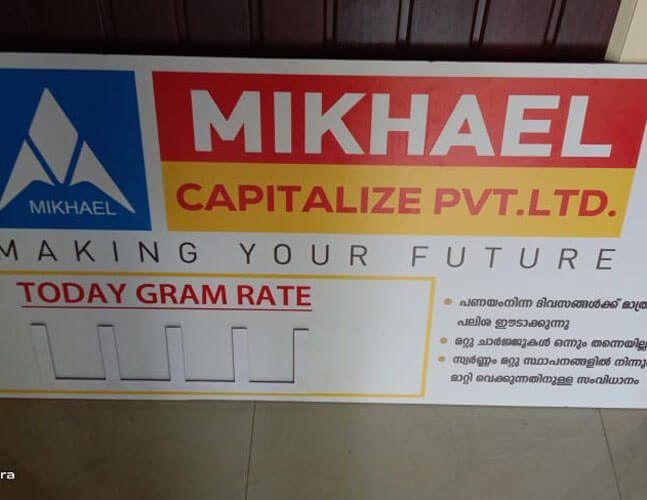 MIKHAEL
MIKHAEL
CAPITALIZE PVT.LTD.
MAKING YOUR FUTURE
TODAY GRAM RATE
പണയംനിന്ന ദിവസങ്ങൾക്ക് മാത്ര
പലിശ ഈടാക്കുന്നു
മറ്റു ചാർജ്ജുകൾ ഒന്നും തന്നെയില്ല
സ്വർണ്ണം മറ്റു സ്ഥാപനങ്ങളിൽ നിന്നും
മാറ്റി വെക്കുന്നതിനുള്ള സംവിധാനം
ra